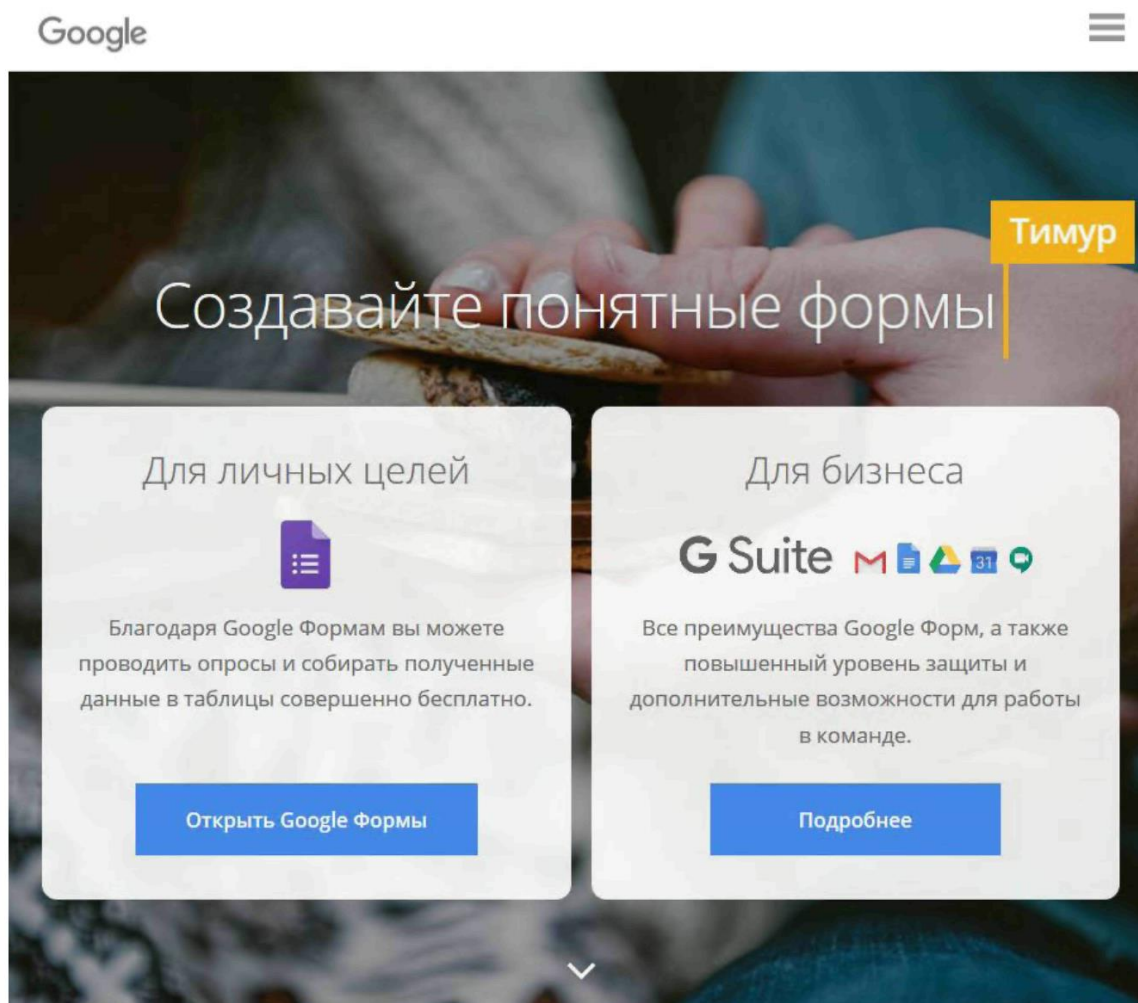 Google
Тимур
Создавайте понятные формы
Для личных целей
Благодаря Google Формам вы можете
проводить опросы и собирать полученные
данные в таблицы совершенно бесплатно.
Открыть Google Формы
Для бизнеса
G Suite
31
Все преимущества Google Форм, а также
повышенный уровень защиты и
дополнительные возможности для работы
в команде.
Подробнее